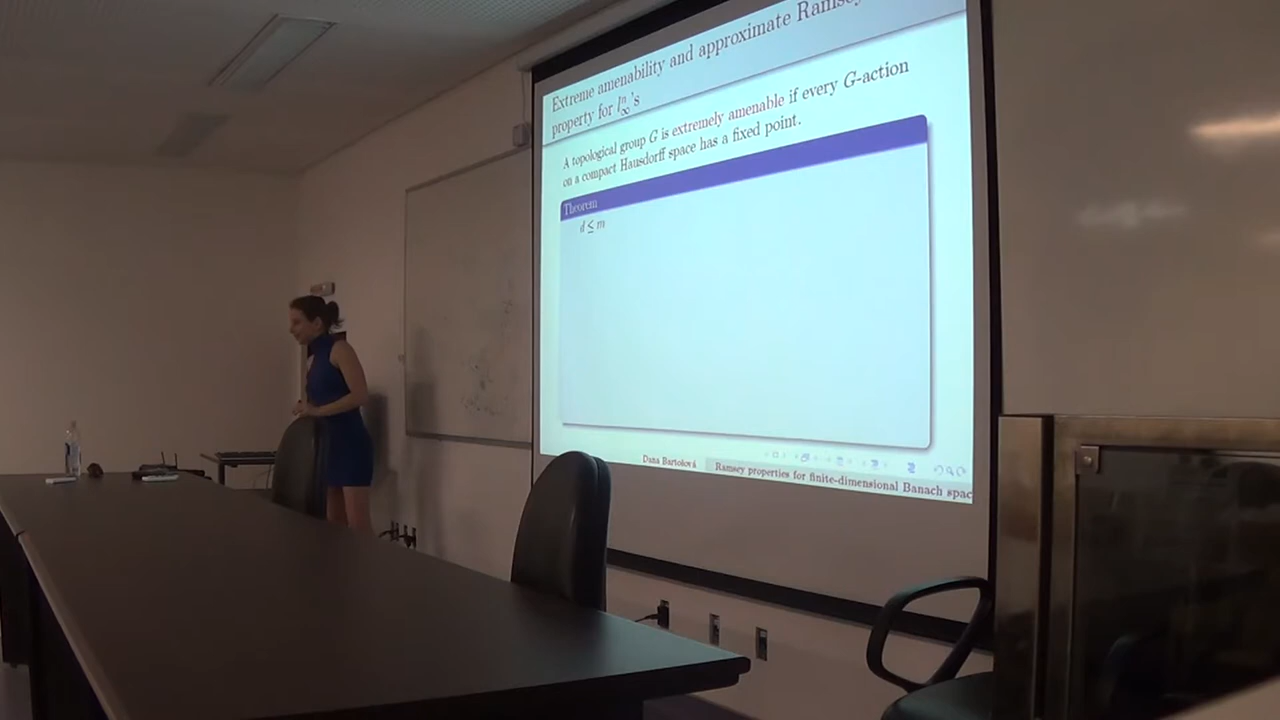 Extreme amenability and approximate Ramsey
property for l^n_∞'s
A topological group G is extremely amenable if every G-action
on a compact Hausdorff space has a fixed point.
Theorem
d ≤ m
Dana Bartošová Ramsey properties for finite-dimensional Banach spac